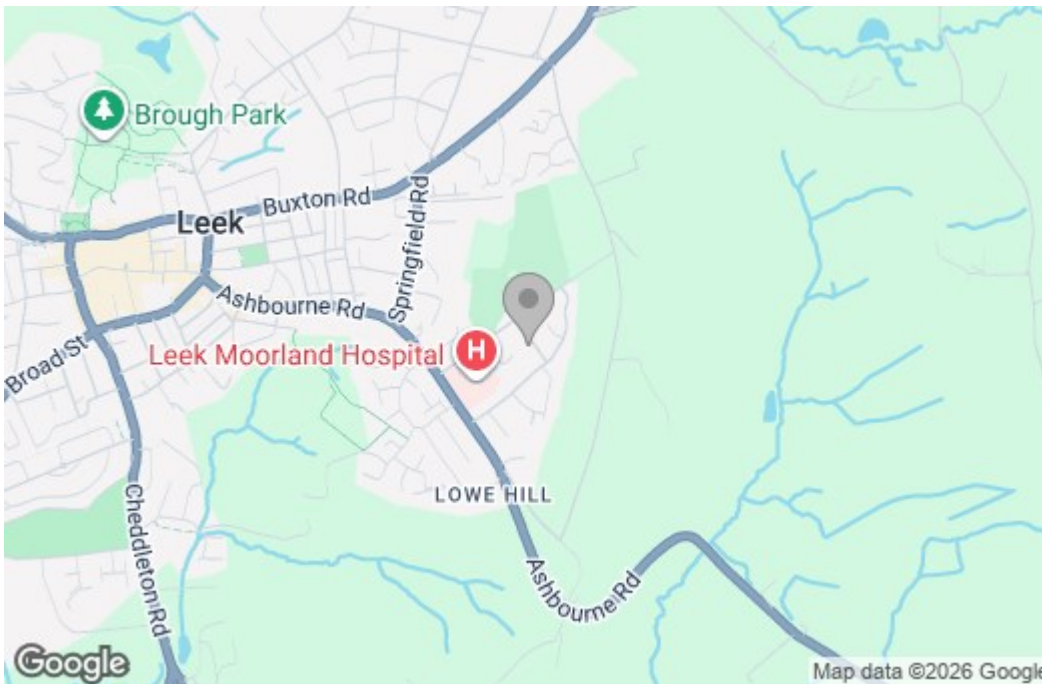 Brough Park
Buxton Rd
Leek
Springfield Rd
Ashbourne Rd
Broad St
Leek Moorland Hospital
H
LOWE HILL
Cheddleton Rd
Ashbourne Rd
Google
Map data ©2026 Google